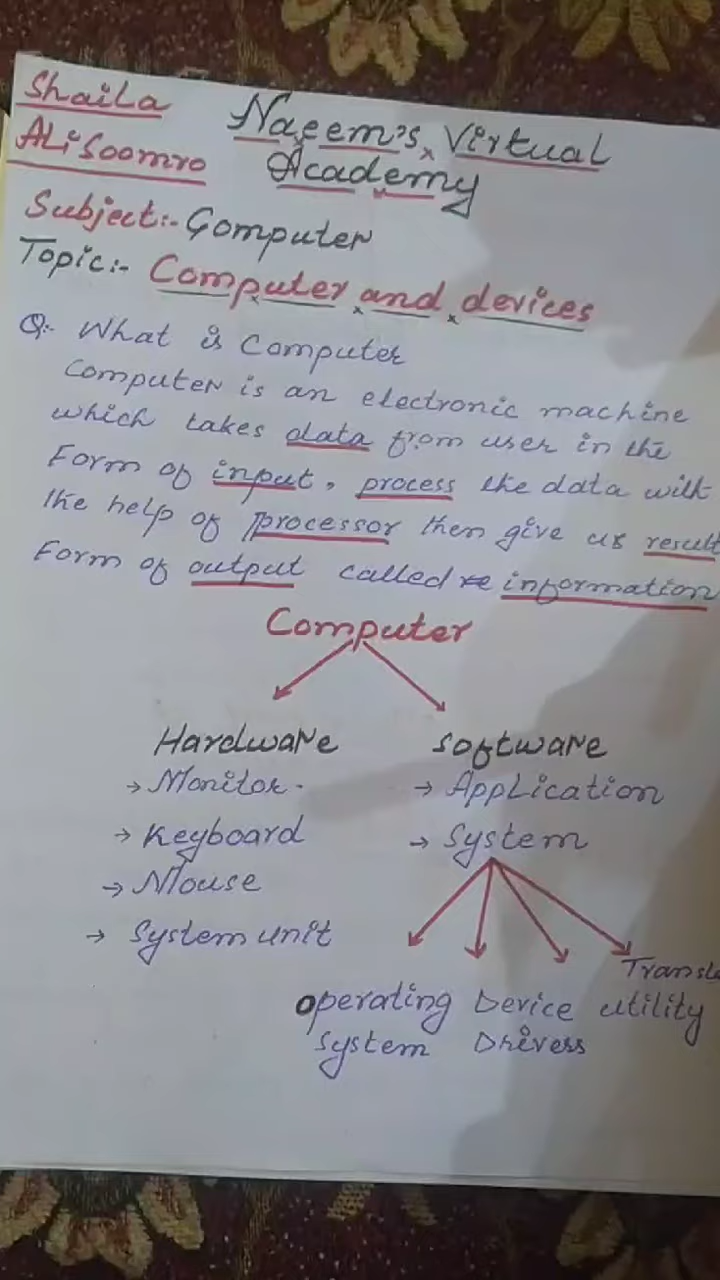 Shaila
Ali Soomro
Naeem's Virtual
Academy
Subject:- Computer
Topic:- Computer and devices
Q:- What is Computer
Computer is an electronic machine
which takes data from user in the
Form of input, process the data with
the help of processor then give us result
Form of output called information
Computer
Hardware Software
→ Monitor → Application
→ Keyboard → System
→ Mouse
→ System unit
Operating Device utility
System Drivess